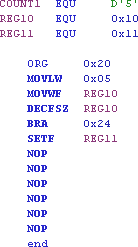 COUNT1 EQU D'5'
REG10 EQU 0x10
REG11 EQU 0x11
ORG 0x20
MOVLW 0x05
MOVWF REG10
DECFSZ REG10
BRA 0x24
SETF REG11
NOP
NOP
NOP
NOP
NOP
NOP
end